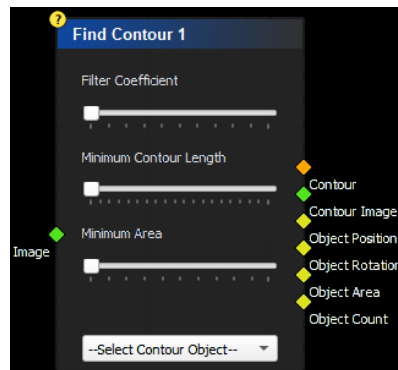 ?
Find Contour 1
Filter Coefficient
Minimum Contour Length
Minimum Area
Image
--Select Contour Object--
Contour
Contour Image
Object Position
Object Rotation
Object Area
Object Count